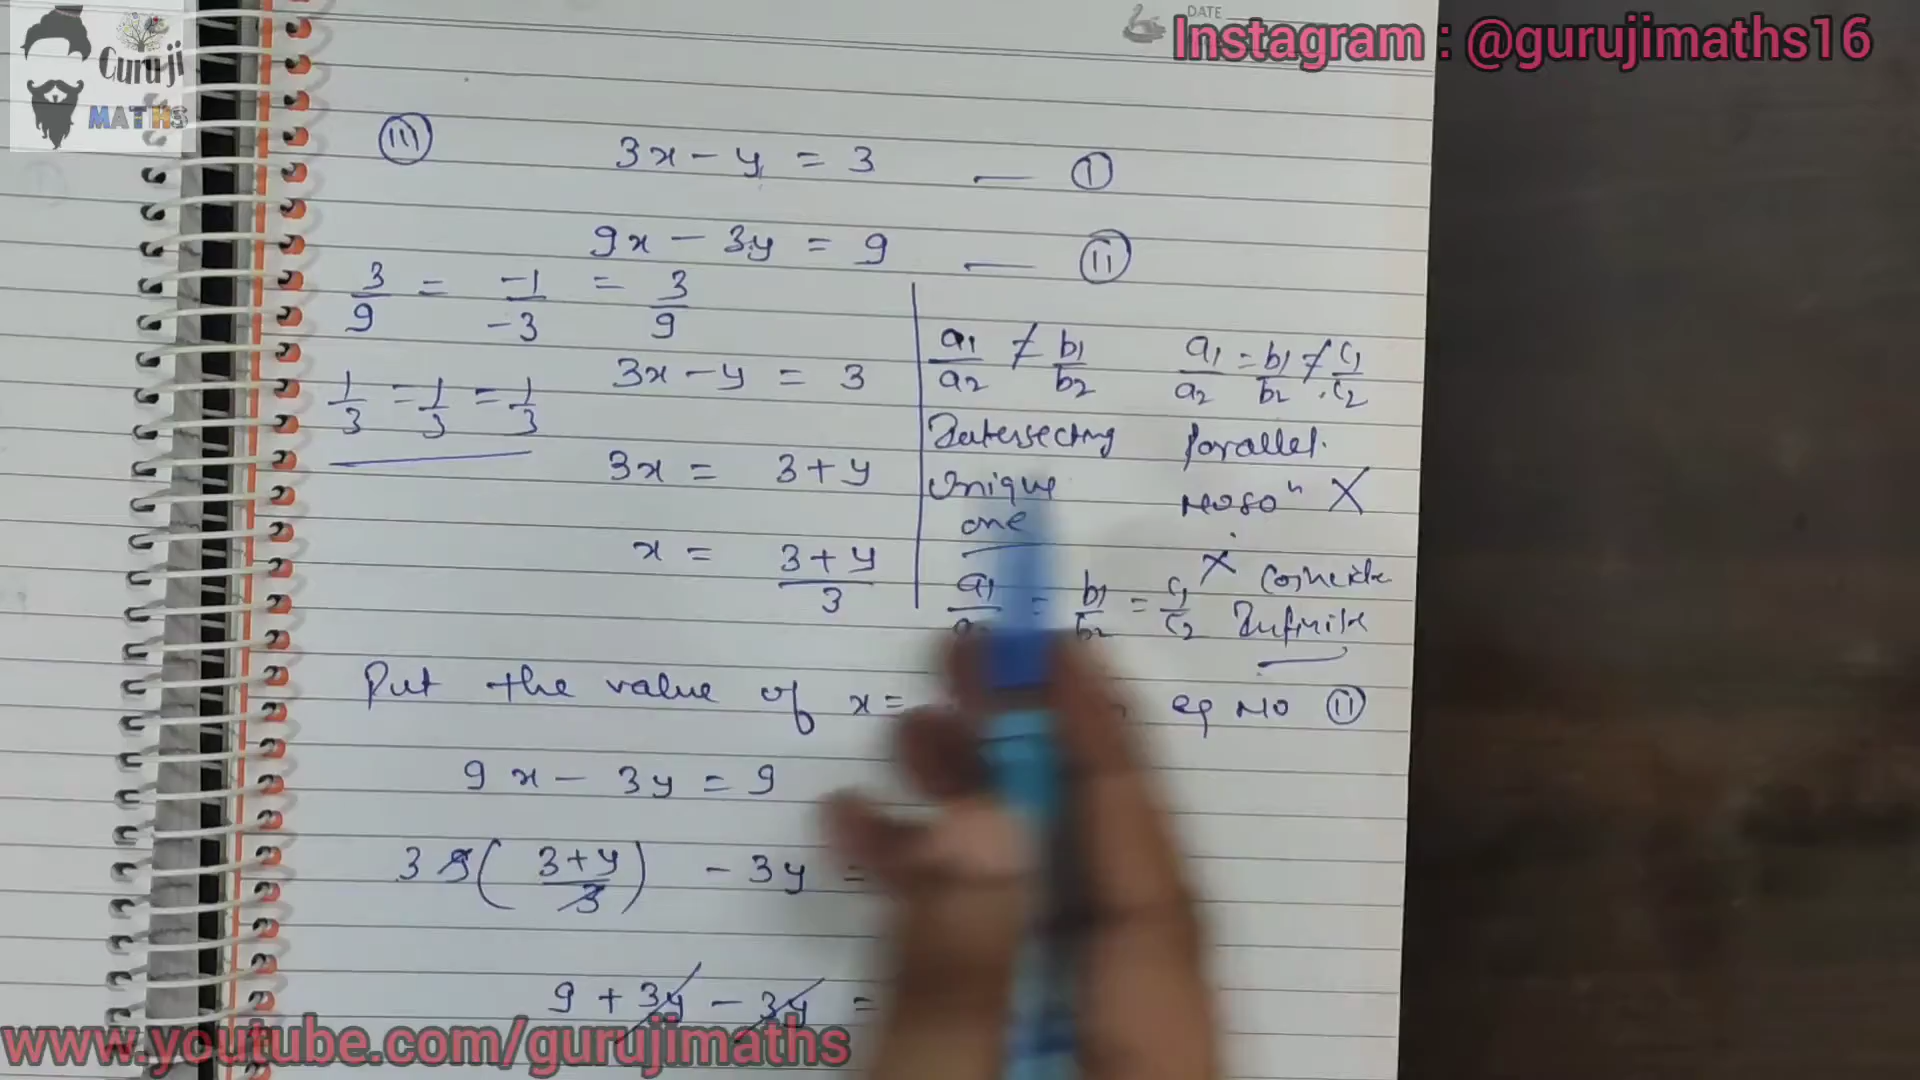 DATE
Instagram : @gurujimaths16
Guruji
MATHS
(III) 3x - y = 3 — (I)
9x - 3y = 9 — (II)
3/9 = -1/-3 = 3/9
1/3 = 1/3 = 1/3
3x - y = 3
3x = 3 + y
x = (3 + y)/3
a1/a2 ≠ b1/b2
Intersecting
Unique
one
a1/a2 = b1/b2 ≠ c1/c2
parallel.
X
X Coincide
= b1/b2 = c1/c2 Infinite
Put the value of x = eq NO (II)
9x - 3y = 9
3 9((3 + y)/3) - 3y =
9 + 3y - 3y =
www.youtube.com/gurujimaths